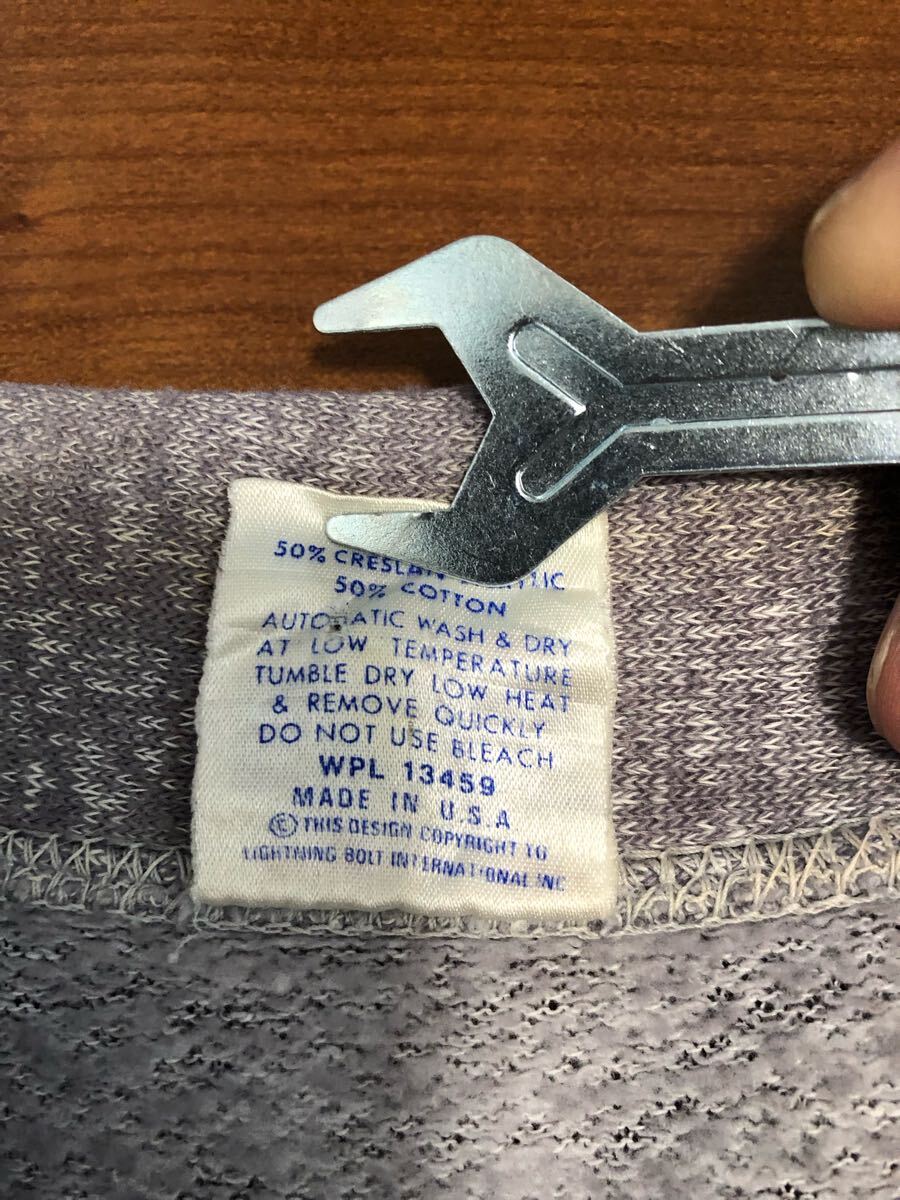 50% CRESLAN
50% COTTON
AUTOMATIC WASH & DRY
AT LOW TEMPERATURE
TUMBLE DRY LOW HEAT
& REMOVE QUICKLY
DO NOT USE BLEACH
WPL 13459
MADE IN U.S.A
© THIS DESIGN COPYRIGHT TO
LIGHTNING BOLT INTERNATIONAL INC